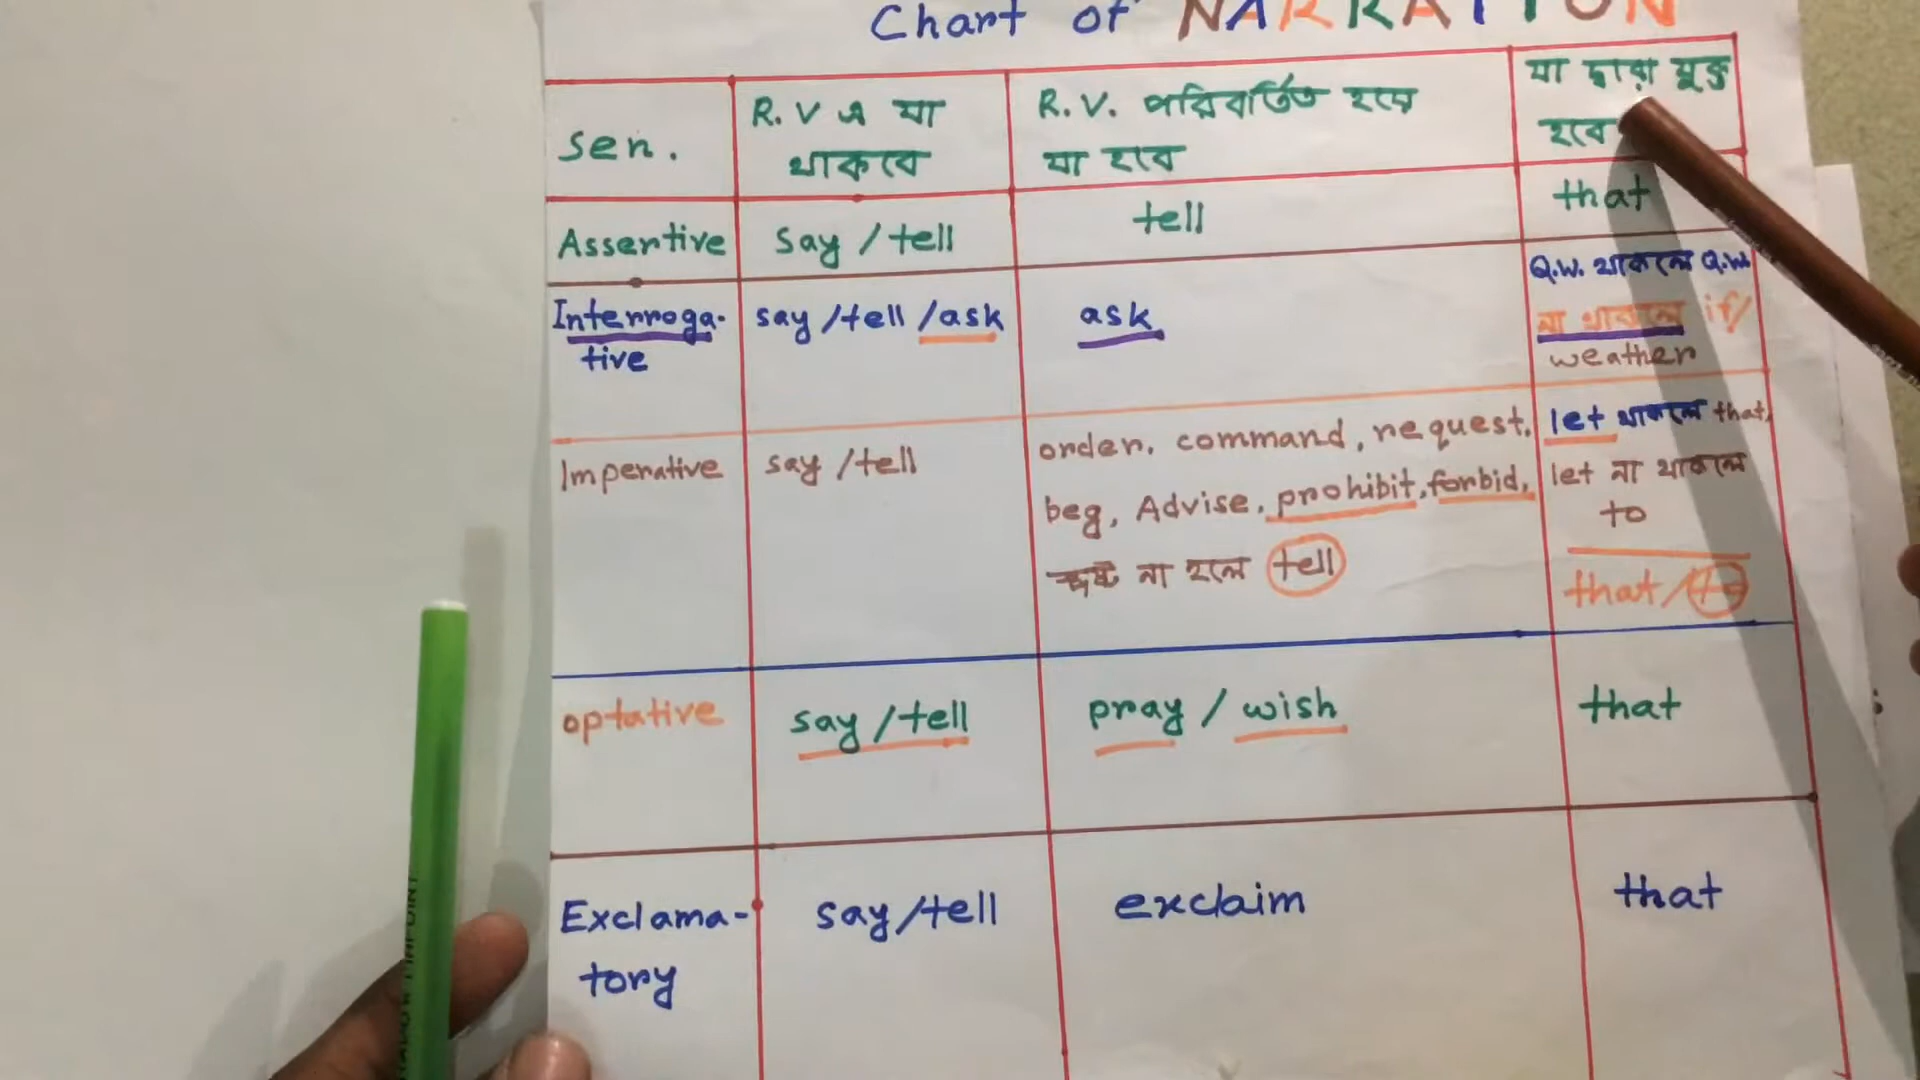 Chart of NARRATION
sen.
R. V এ যা
থাকবে
R. V. পরিবর্তিত হয়ে
যা হবে
যা দ্বারা যুক্ত
হবে
Assertive
say / tell
tell
that
Interroga-
tive
say / tell / ask
ask
Q.W. থাকলে Q.W.
না থাকলে if/
weather
Imperative
say / tell
order, command, request,
beg, Advise, prohibit, forbid,
না হলে tell
let থাকলে that,
let না থাকলে
to
that / to
optative
say / tell
pray / wish
that
Exclama-
tory
say / tell
exclaim
that